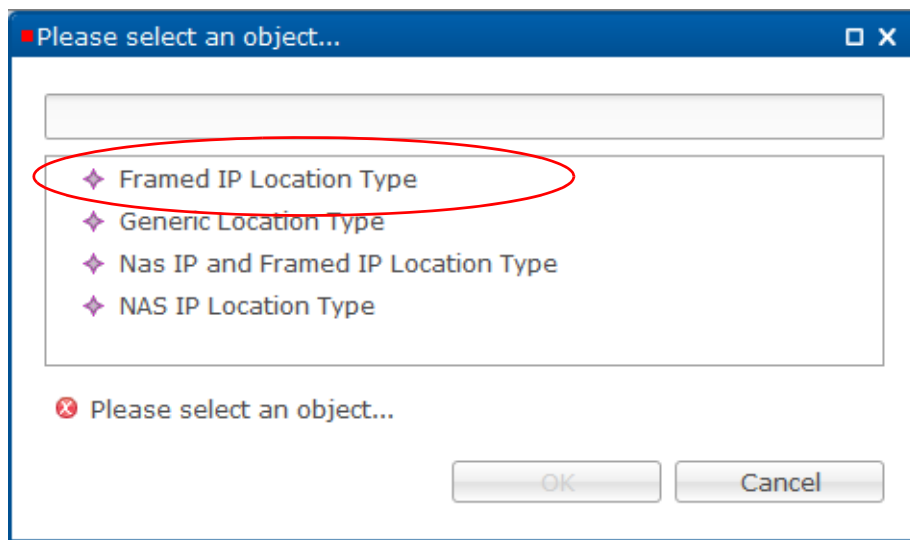 Please select an object...
Framed IP Location Type
Generic Location Type
Nas IP and Framed IP Location Type
NAS IP Location Type
Please select an object...
OK Cancel